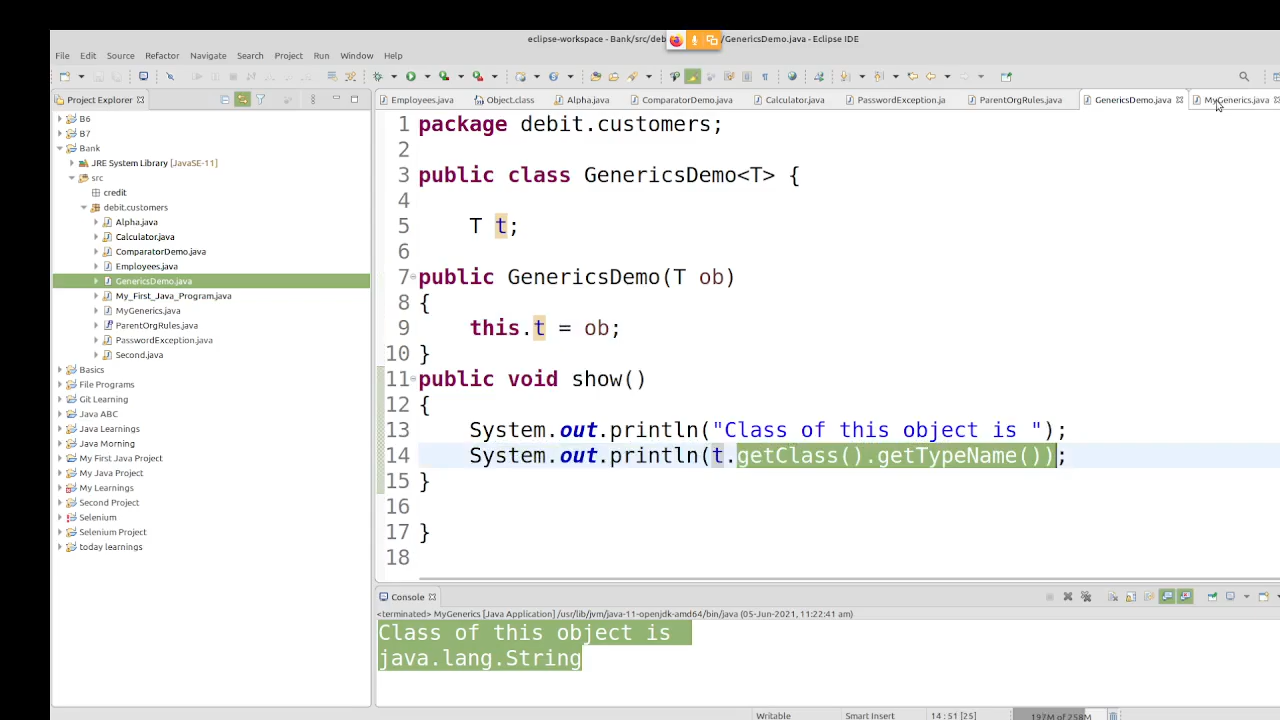 eclipse-workspace - Bank/src/deb /GenericsDemo.java - Eclipse IDE
File Edit Source Refactor Navigate Search Project Run Window Help
Project Explorer
Employees.java Object.class Alpha.java ComparatorDemo.java Calculator.java PasswordException.ja ParentOrgRules.java GenericsDemo.java MyGenerics.java
B6
B7
Bank
JRE System Library [JavaSE-11]
src
credit
debit.customers
Alpha.java
Calculator.java
ComparatorDemo.java
Employees.java
GenericsDemo.java
My_First_Java_Program.java
MyGenerics.java
ParentOrgRules.java
PasswordException.java
Second.java
Basics
File Programs
Git Learning
Java ABC
Java Learnings
Java Morning
My First Java Project
My Java Project
My Learnings
Second Project
Selenium
Selenium Project
today learnings
1 package debit.customers;
2
3 public class GenericsDemo<T> {
4
5 T t;
6
7 public GenericsDemo(T ob)
8 {
9 this.t = ob;
10 }
11 public void show()
12 {
13 System.out.println("Class of this object is ");
14 System.out.println(t.getClass().getTypeName());
15 }
16
17 }
18
Console
<terminated> MyGenerics [Java Application] /usr/lib/jvm/java-11-openjdk-amd64/bin/java (05-Jun-2021, 11:22:41 am)
Class of this object is
java.lang.String
Writable Smart Insert 14 : 51 [25] 197M of 258M